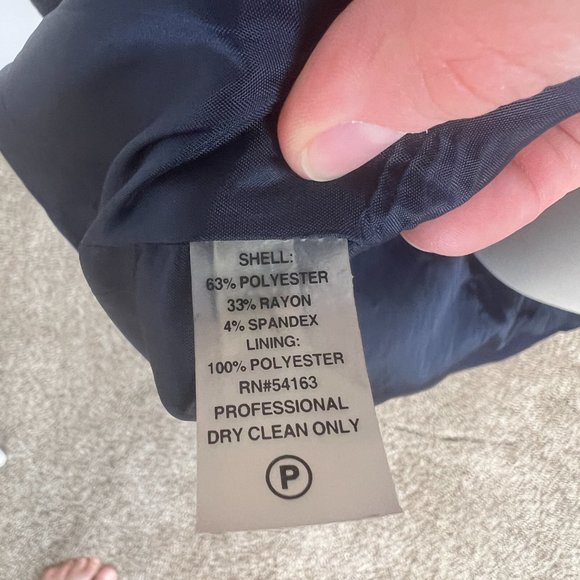 SHELL:
63% POLYESTER
33% RAYON
4% SPANDEX
LINING:
100% POLYESTER
RN#54163
PROFESSIONAL
DRY CLEAN ONLY
P